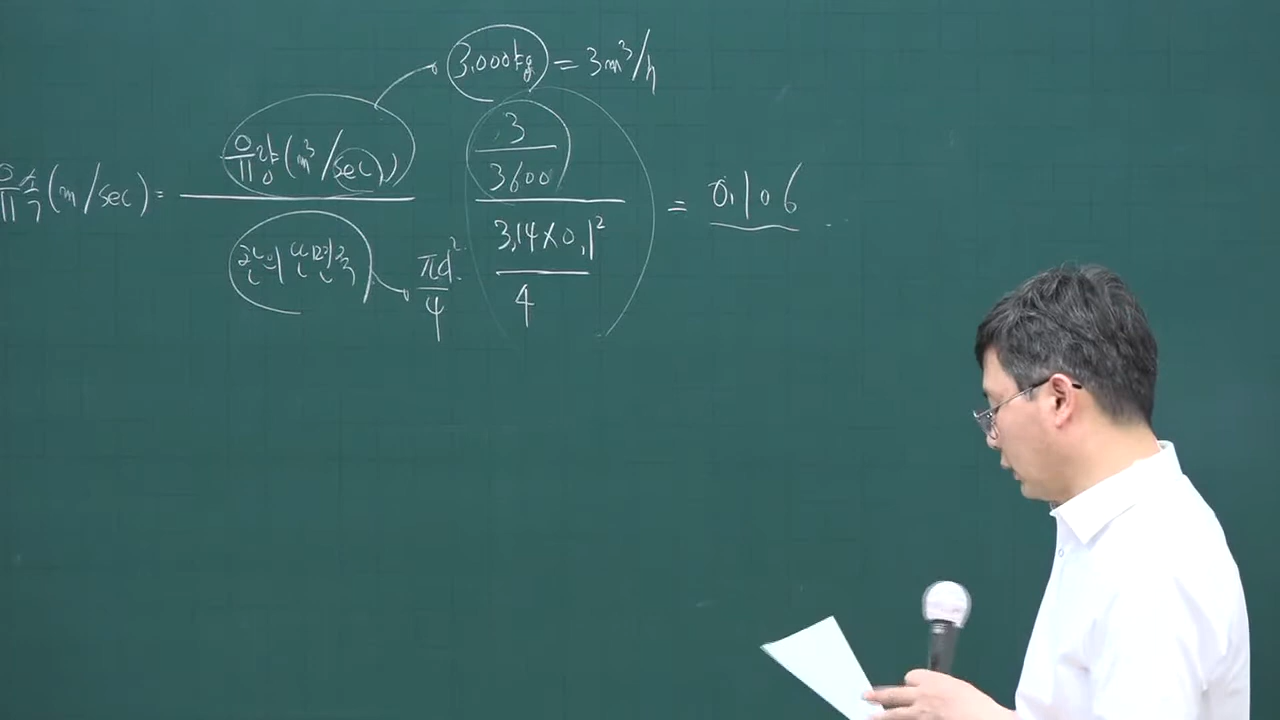 3,000kg = 3m³/h
유속(m/sec) = 유량(m³/sec) / 관의 단면적
πd² / 4
(3 / 3600) / (3,14×0,1² / 4) = 0,106